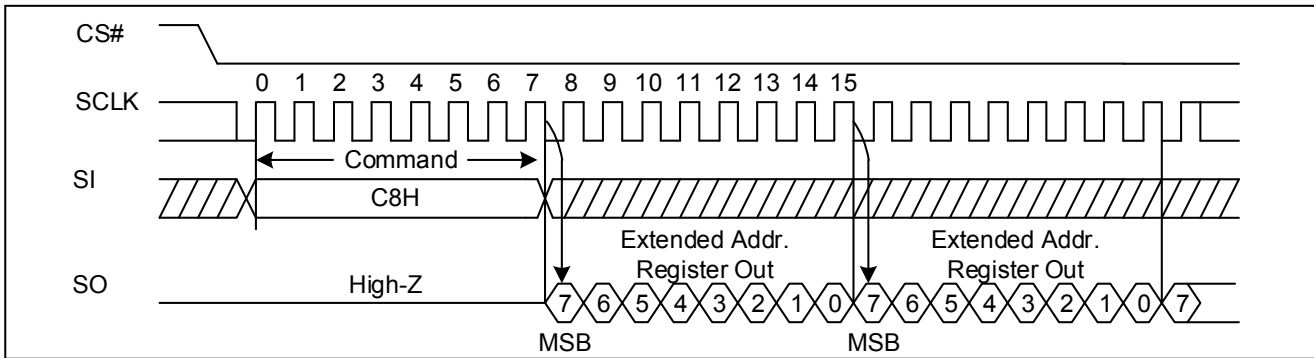 CS#
0 1 2 3 4 5 6 7 8 9 10 11 12 13 14 15
SCLK
Command
SI
C8H
Extended Addr. Extended Addr.
Register Out Register Out
SO
High-Z
7 6 5 4 3 2 1 0 7 6 5 4 3 2 1 0 7
MSB MSB